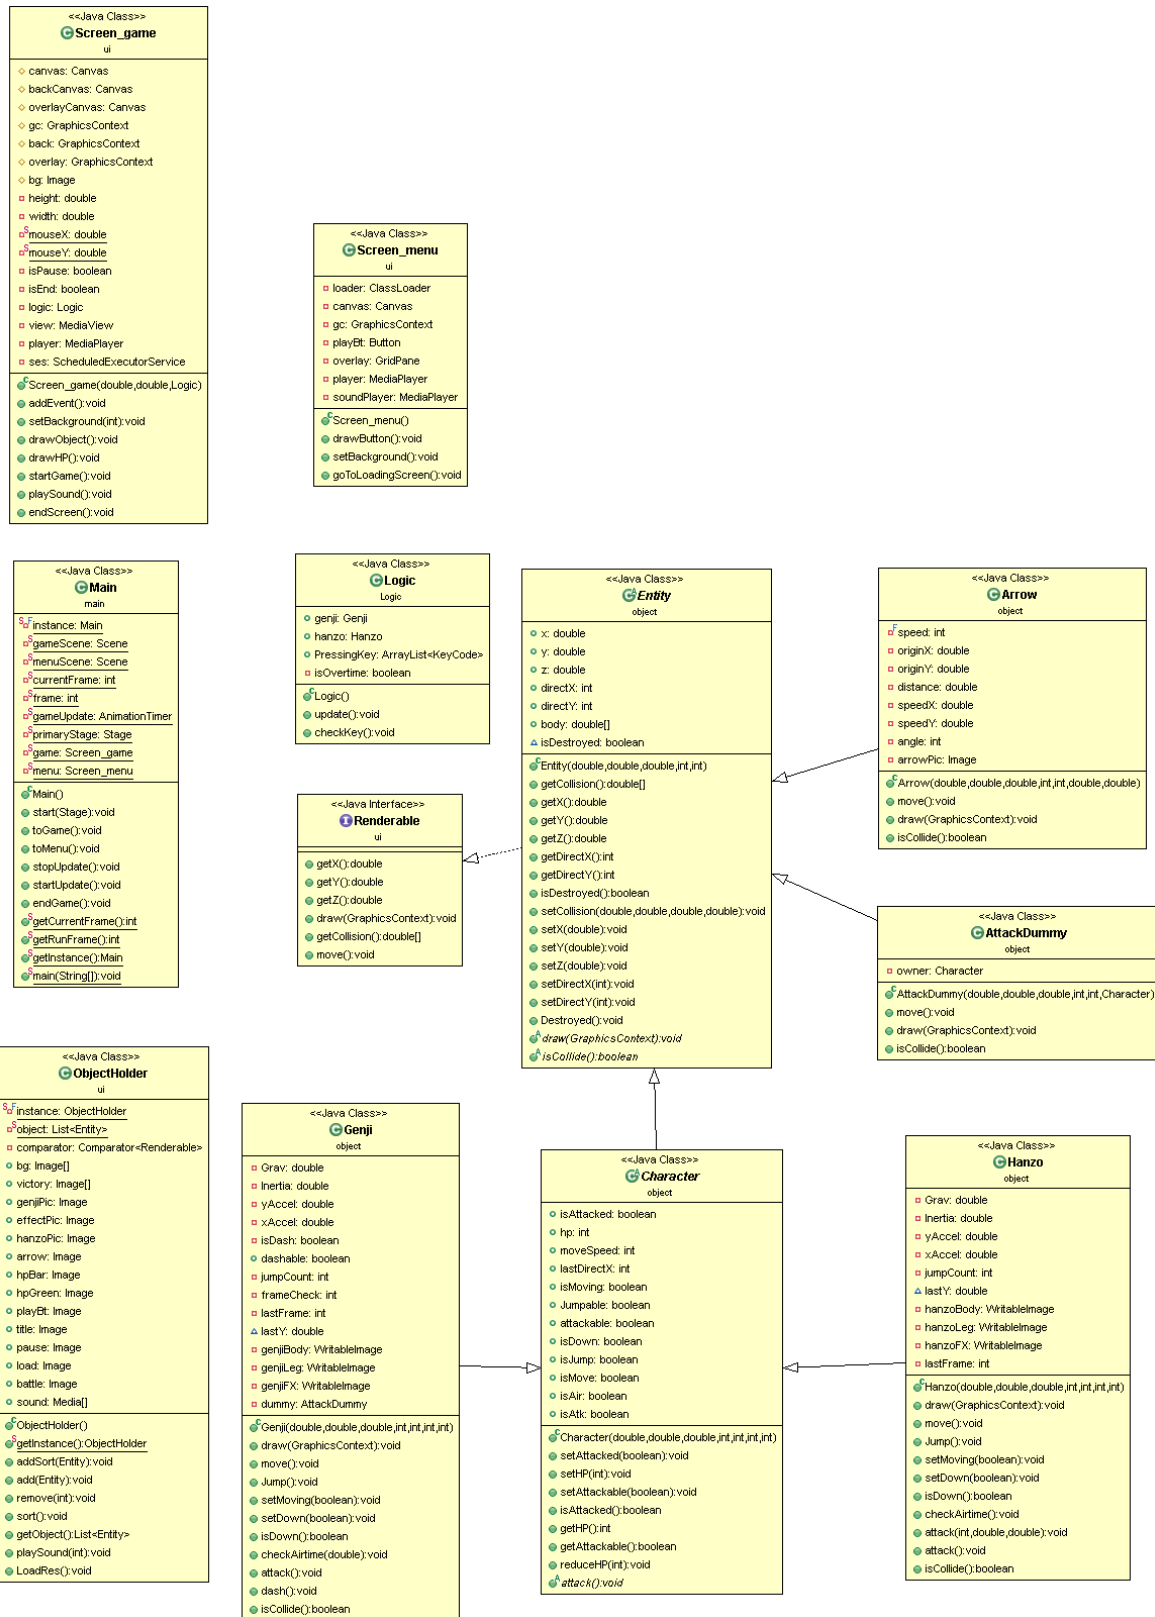 <<Java Class>>
Screen_game
ui
canvas: Canvas
backCanvas: Canvas
overlayCanvas: Canvas
gc: GraphicsContext
back: GraphicsContext
overlay: GraphicsContext
bg: Image
height: double
width: double
mouseX: double
mouseY: double
isPause: boolean
isEnd: boolean
logic: Logic
view: MediaView
player: MediaPlayer
ses: ScheduledExecutorService
Screen_game(double,double,Logic)
addEvent():void
setBackground(int):void
drawObject():void
drawHP():void
startGame():void
playSound():void
endScreen():void
<<Java Class>>
Screen_menu
ui
loader: ClassLoader
canvas: Canvas
gc: GraphicsContext
playBt: Button
overlay: GridPane
player: MediaPlayer
soundPlayer: MediaPlayer
Screen_menu()
drawButton():void
setBackground():void
goToLoadingScreen():void
<<Java Class>>
Main
main
instance: Main
gameScene: Scene
menuScene: Scene
currentFrame: int
frame: int
gameUpdate: AnimationTimer
primaryStage: Stage
game: Screen_game
menu: Screen_menu
Main()
start(Stage):void
toGame():void
toMenu():void
stopUpdate():void
startUpdate():void
endGame():void
getCurrentFrame():int
getRunFrame():int
getInstance():Main
main(String[]):void
<<Java Class>>
Logic
Logic
genji: Genji
hanzo: Hanzo
PressingKey: ArrayList<KeyCode>
isOvertime: boolean
Logic()
update():void
checkKey():void
<<Java Interface>>
Renderable
ui
getX():double
getY():double
getZ():double
draw(GraphicsContext):void
getCollision():double[]
move():void
<<Java Class>>
Entity
object
x: double
y: double
z: double
directX: int
directY: int
body: double[]
isDestroyed: boolean
Entity(double,double,double,int,int)
getCollision():double[]
getX():double
getY():double
getZ():double
getDirectX():int
getDirectY():int
isDestroyed():boolean
setCollision(double,double,double,double):void
setX(double):void
setY(double):void
setZ(double):void
setDirectX(int):void
setDirectY(int):void
Destroyed():void
draw(GraphicsContext):void
isCollide():boolean
<<Java Class>>
Arrow
object
speed: int
originX: double
originY: double
distance: double
speedX: double
speedY: double
angle: int
arrowPic: Image
Arrow(double,double,double,int,int,double,double)
move():void
draw(GraphicsContext):void
isCollide():boolean
<<Java Class>>
AttackDummy
object
owner: Character
AttackDummy(double,double,double,int,int,Character)
move():void
draw(GraphicsContext):void
isCollide():boolean
<<Java Class>>
ObjectHolder
ui
instance: ObjectHolder
object: List<Entity>
comparator: Comparator<Renderable>
bg: Image[]
victory: Image[]
genjiPic: Image
effectPic: Image
hanzoPic: Image
arrow: Image
hpBar: Image
hpGreen: Image
playBt: Image
title: Image
pause: Image
load: Image
battle: Image
sound: Media[]
ObjectHolder()
getInstance():ObjectHolder
addSort(Entity):void
add(Entity):void
remove(int):void
sort():void
getObject():List<Entity>
playSound(int):void
LoadRes():void
<<Java Class>>
Genji
object
Grav: double
Inertia: double
yAccel: double
xAccel: double
isDash: boolean
dashable: boolean
jumpCount: int
frameCheck: int
lastFrame: int
lastY: double
genjiBody: WritableImage
genjiLeg: WritableImage
genjiFX: WritableImage
dummy: AttackDummy
Genji(double,double,double,int,int,int,int)
draw(GraphicsContext):void
move():void
Jump():void
setMoving(boolean):void
setDown(boolean):void
isDown():boolean
checkAirtime(double):void
attack():void
dash():void
isCollide():boolean
<<Java Class>>
Character
object
isAttacked: boolean
hp: int
moveSpeed: int
lastDirectX: int
isMoving: boolean
Jumpable: boolean
attackable: boolean
isDown: boolean
isJump: boolean
isMove: boolean
isAir: boolean
isAtk: boolean
Character(double,double,double,int,int,int,int)
setAttacked(boolean):void
setHP(int):void
setAttackable(boolean):void
isAttacked():boolean
getHP():int
getAttackable():boolean
reduceHP(int):void
attack():void
<<Java Class>>
Hanzo
object
Grav: double
Inertia: double
yAccel: double
xAccel: double
jumpCount: int
lastY: double
hanzoBody: WritableImage
hanzoLeg: WritableImage
hanzoFX: WritableImage
lastFrame: int
Hanzo(double,double,double,int,int,int,int)
draw(GraphicsContext):void
move():void
Jump():void
setMoving(boolean):void
setDown(boolean):void
isDown():boolean
checkAirtime():void
attack(int,double,double):void
attack():void
isCollide():boolean